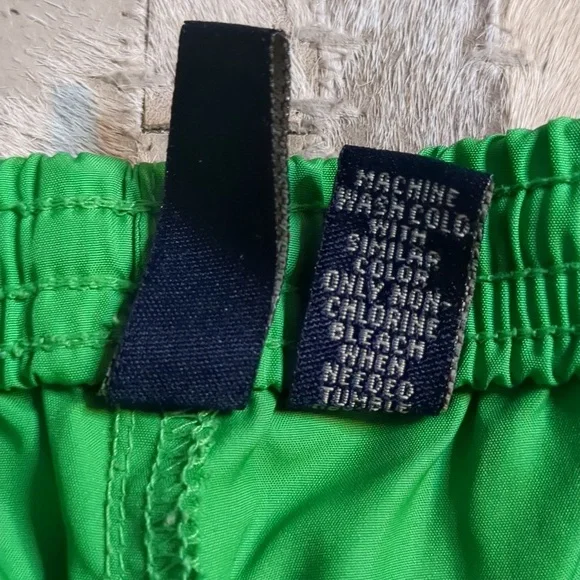 MACHINE
WASH COLD
WITH
SIMILAR
COLOR
ONLY NON-
CHLORINE
BLEACH
WHEN
NEEDED
TUMBLE